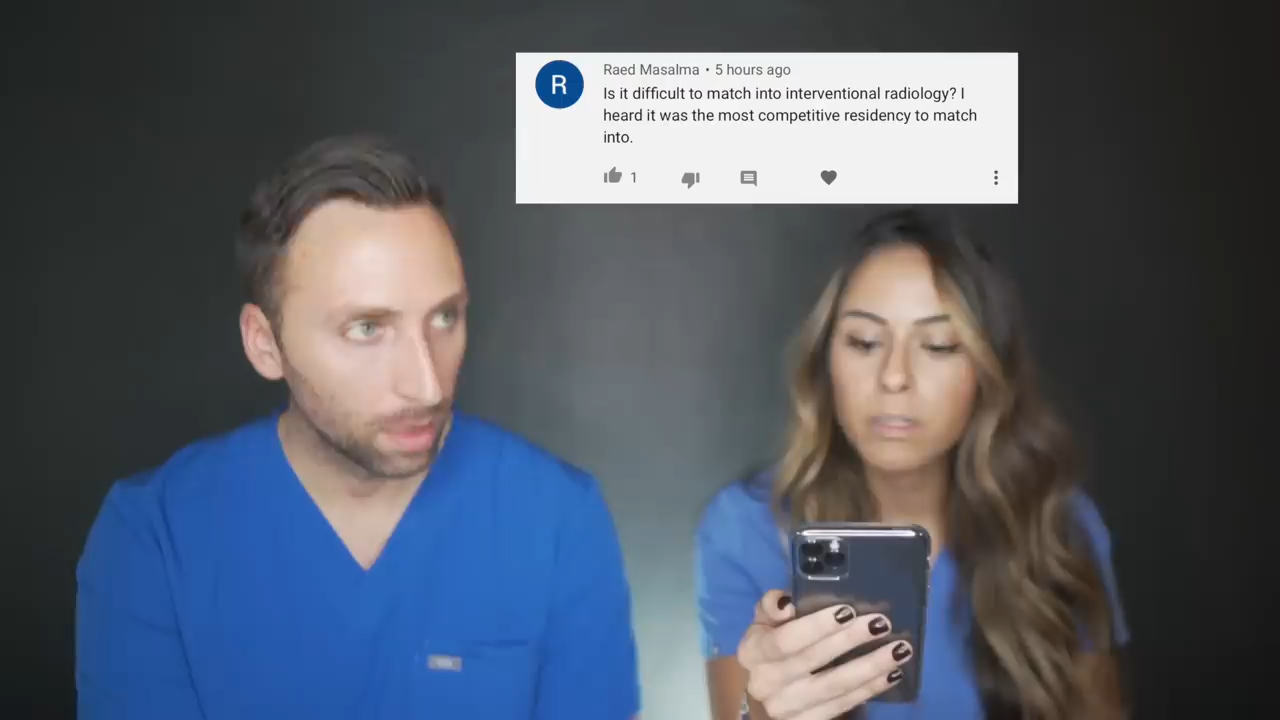 R
Raed Masalma • 5 hours ago
Is it difficult to match into interventional radiology? I
heard it was the most competitive residency to match
into.
1